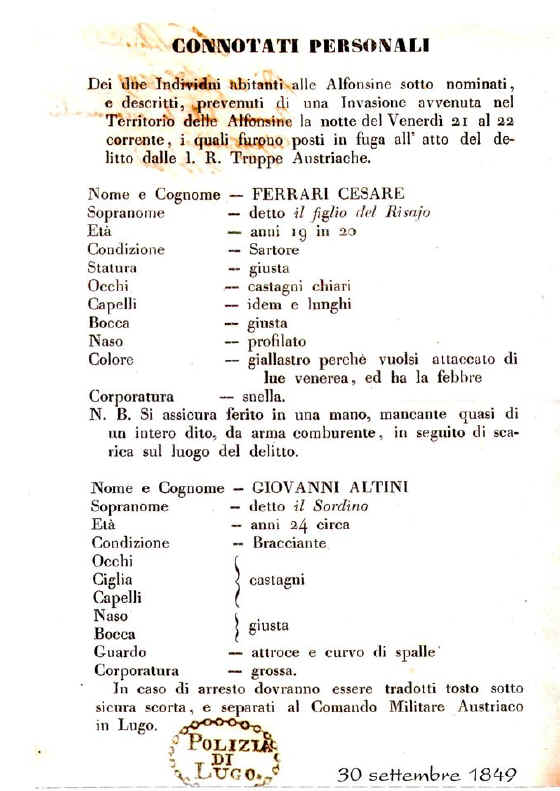 CONNOTATI PERSONALI
Dei due Individui abitanti alle Alfonsine sotto nominati,
e descritti, prevenuti di una Invasione avvenuta nel
Territorio delle Alfonsine la notte del Venerdì 21 al 22
corrente, i quali furono posti in fuga all' atto del de-
litto dalle I. R. Truppe Austriache.
Nome e Cognome — FERRARI CESARE
Sopranome — detto il figlio del Risajo
Età — anni 19 in 20
Condizione — Sartore
Statura — giusta
Occhi — castagni chiari
Capelli — idem e lunghi
Bocca — giusta
Naso — profilato
Colore — giallastro perchè vuolsi attaccato di
lue venerea, ed ha la febbre
Corporatura — snella.
N. B. Si assicura ferito in una mano, mancante quasi di
un intero dito, da arma comburente, in seguito di sca-
rica sul luogo del delitto.
Nome e Cognome — GIOVANNI ALTINI
Sopranome — detto il Sordino
Età — anni 24 circa
Condizione — Bracciante
Occhi
Ciglia castagni
Capelli
Naso
giusta
Bocca
Guardo — attroce e curvo di spalle
Corporatura — grossa.
In caso di arresto dovranno essere tradotti tosto sotto
sicura scorta, e separati al Comando Militare Austriaco
in Lugo.
POLIZIA
DI
LUGO.
30 settembre 1849